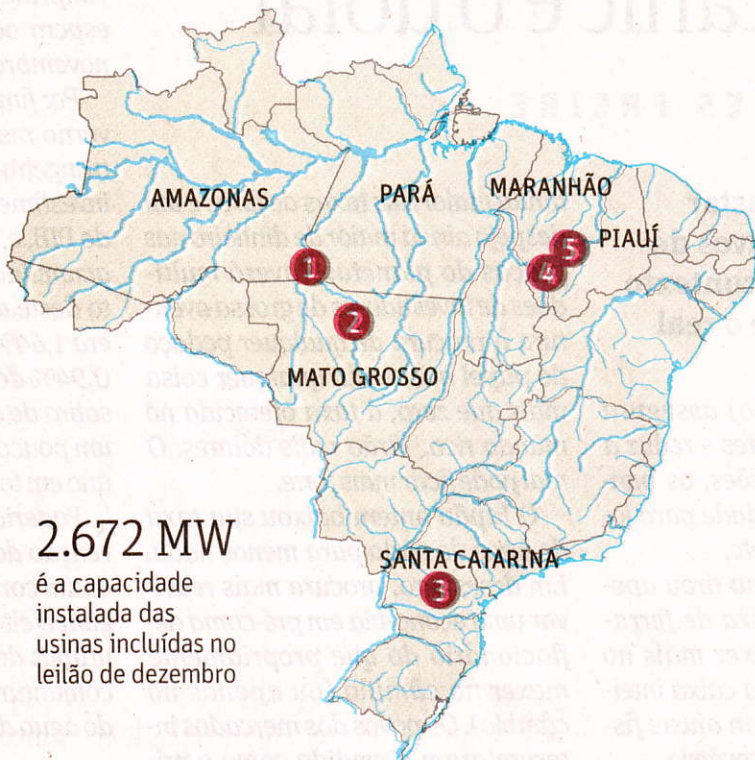 AMAZONAS
PARÁ
MARANHÃO
5
PIAUÍ
1
4
2
MATO GROSSO
SANTA CATARINA
3
2.672 MW
é a capacidade
instalada das
usinas incluídas no
leilão de dezembro